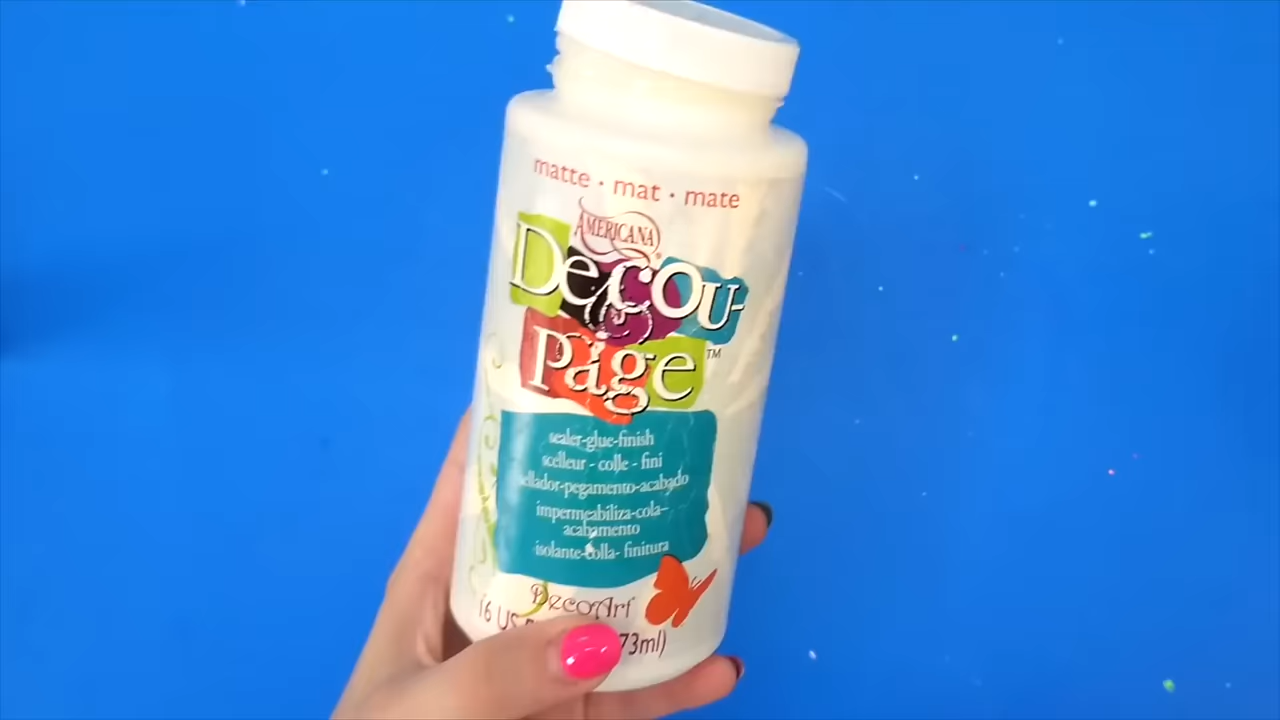 matte · mat · mate
AMERICANA
Decou-
Page™
sealer-glue-finish
scelleur - colle - fini
sellador-pegamento-acabado
impermeabiliza-cola-
acabamento
isolante-colla- finitura
DecoArt
16 US 73ml)